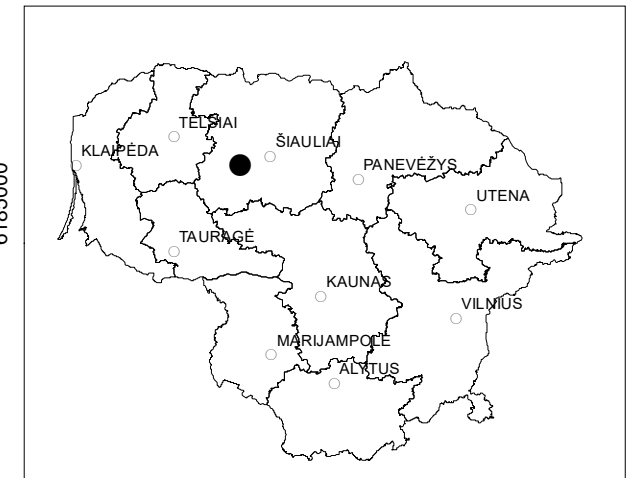 TELŠIAI
ŠIAULIAI
KLAIPĖDA
PANEVĖŽYS
UTENA
TAURAGĖ
KAUNAS
VILNIUS
MARIJAMPOLĖ
ALYTUS